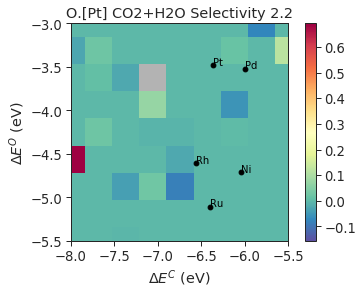 O.[Pt] CO2+H2O Selectivity 2.2
−3.0
−3.5
−4.0
−4.5
−5.0
−5.5
ΔE^O (eV)
Pt
Pd
Rh
Ni
Ru
−8.0 −7.5 −7.0 −6.5 −6.0 −5.5
ΔE^C (eV)
0.6
0.5
0.4
0.3
0.2
0.1
0.0
−0.1